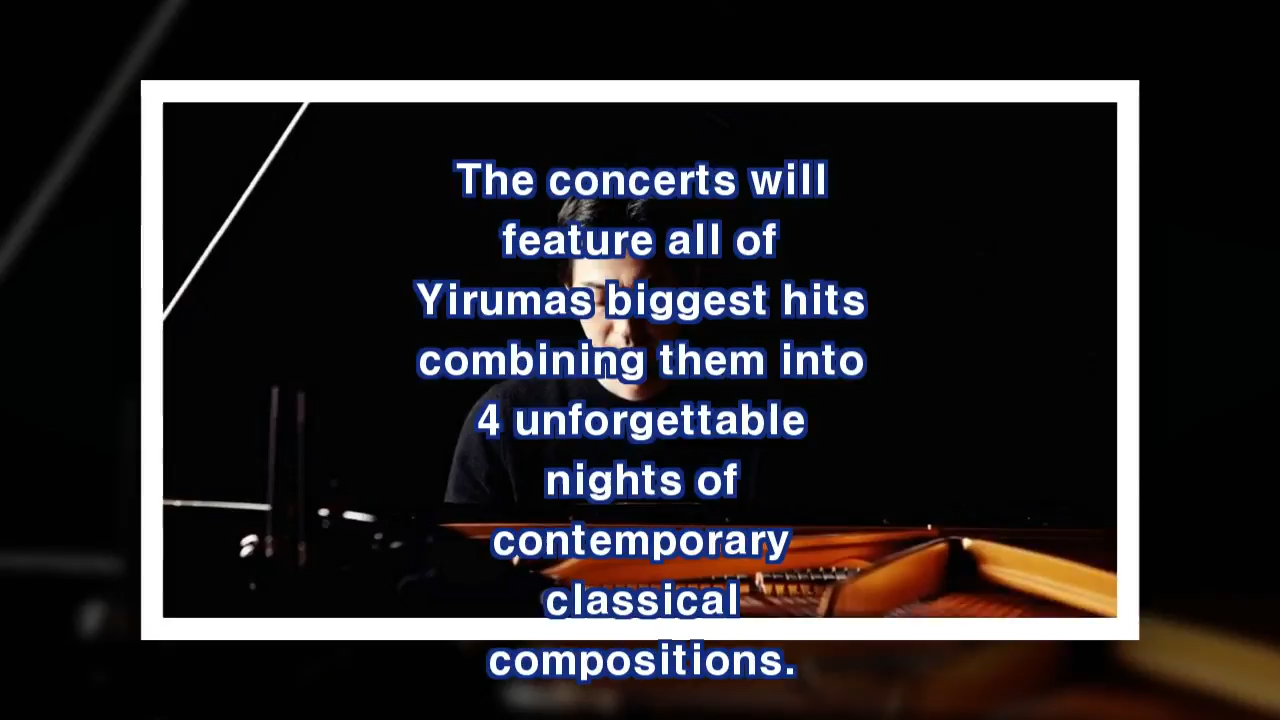 The concerts will
feature all of
Yirumas biggest hits
combining them into
4 unforgettable
nights of
contemporary
classical
compositions.